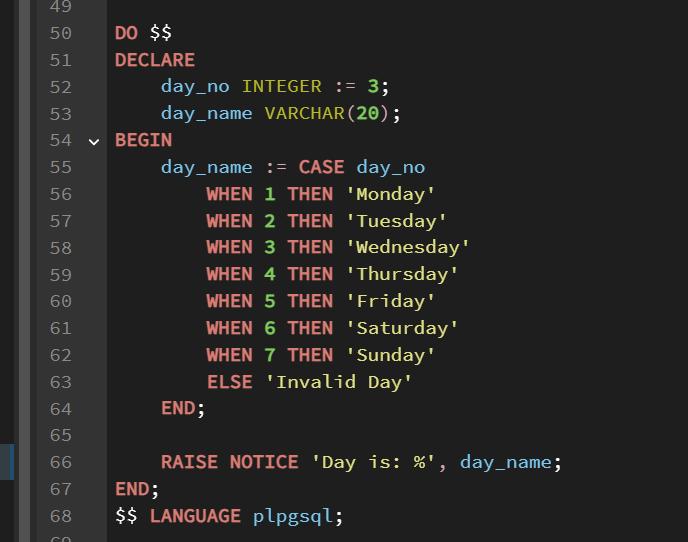 49
50 DO $$
51 DECLARE
52     day_no INTEGER := 3;
53     day_name VARCHAR(20);
54 BEGIN
55     day_name := CASE day_no
56         WHEN 1 THEN 'Monday'
57         WHEN 2 THEN 'Tuesday'
58         WHEN 3 THEN 'Wednesday'
59         WHEN 4 THEN 'Thursday'
60         WHEN 5 THEN 'Friday'
61         WHEN 6 THEN 'Saturday'
62         WHEN 7 THEN 'Sunday'
63         ELSE 'Invalid Day'
64     END;
65
66     RAISE NOTICE 'Day is: %', day_name;
67 END;
68 $$ LANGUAGE plpgsql;
69